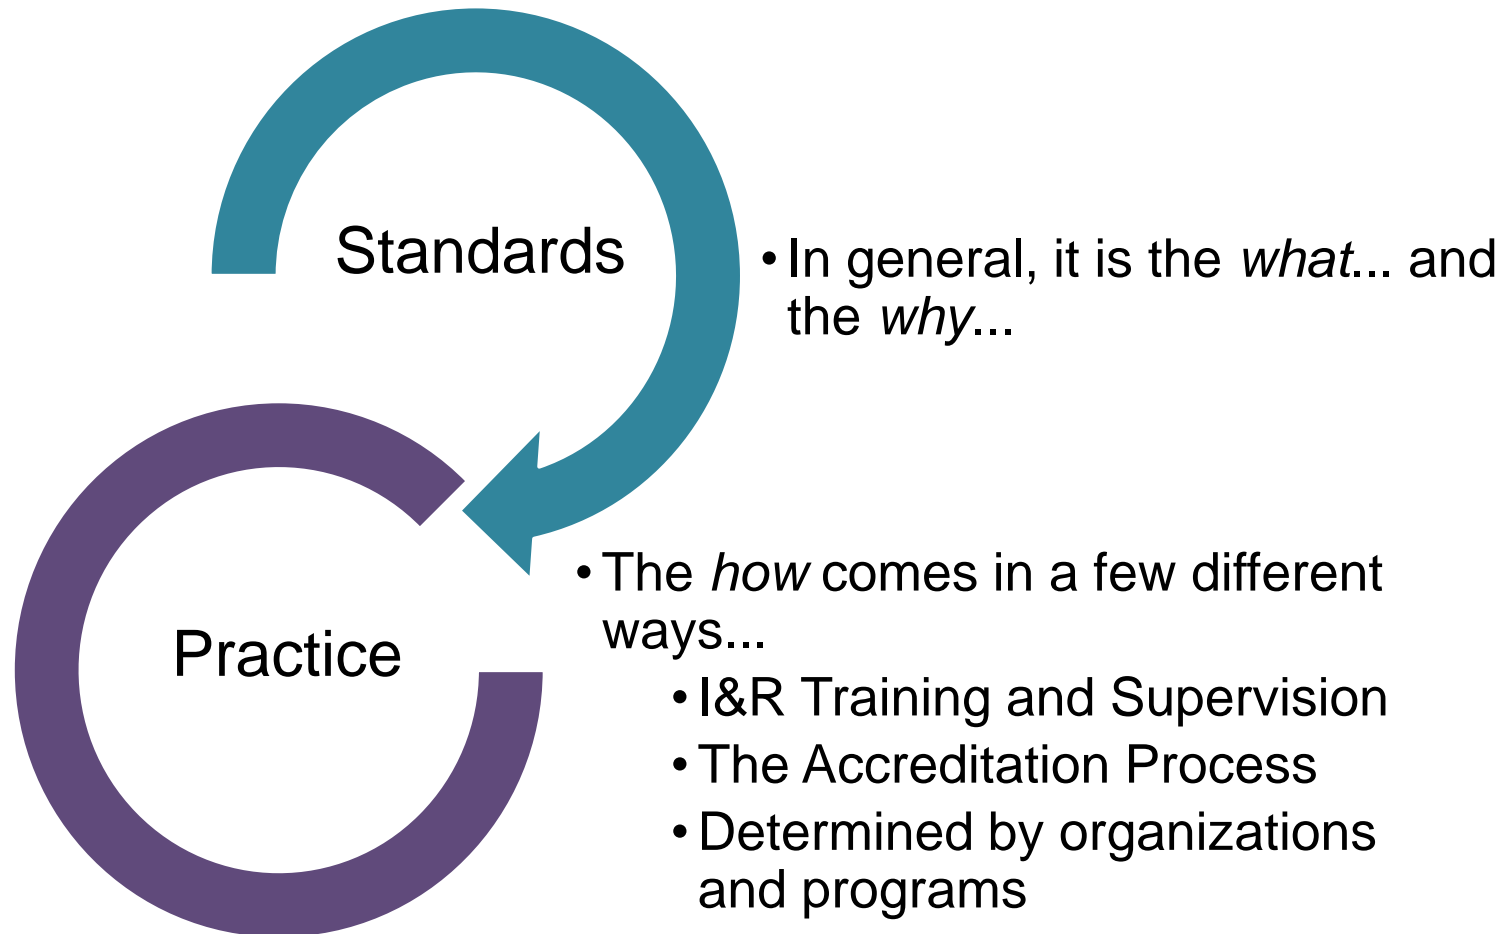 Standards
• In general, it is the what... and
the why...
Practice
• The how comes in a few different
ways...
• I&R Training and Supervision
• The Accreditation Process
• Determined by organizations
and programs